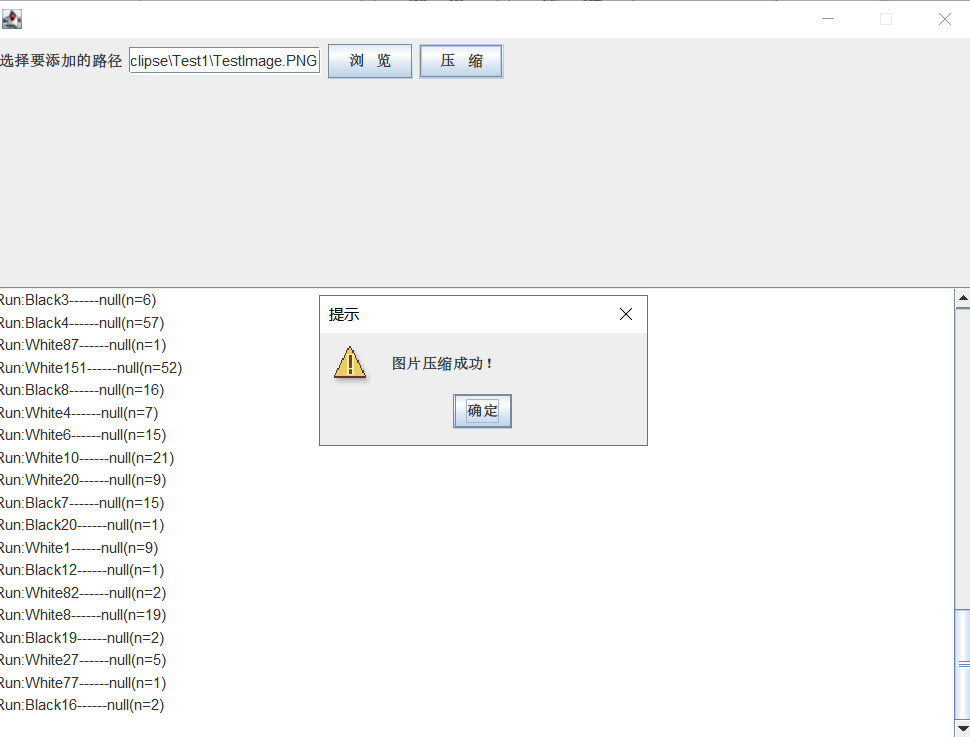 选择要添加的路径 clipse\Test1\TestImage.PNG 浏 览 压 缩
Run:Black3------null(n=6)
Run:Black4------null(n=57)
Run:White87------null(n=1)
Run:White151------null(n=52)
Run:Black8------null(n=16)
Run:White4------null(n=7)
Run:White6------null(n=15)
Run:White10------null(n=21)
Run:White20------null(n=9)
Run:Black7------null(n=15)
Run:Black20------null(n=1)
Run:White1------null(n=9)
Run:Black12------null(n=1)
Run:White82------null(n=2)
Run:White8------null(n=19)
Run:Black19------null(n=2)
Run:White27------null(n=5)
Run:White77------null(n=1)
Run:Black16------null(n=2)
提示
图片压缩成功！
确定